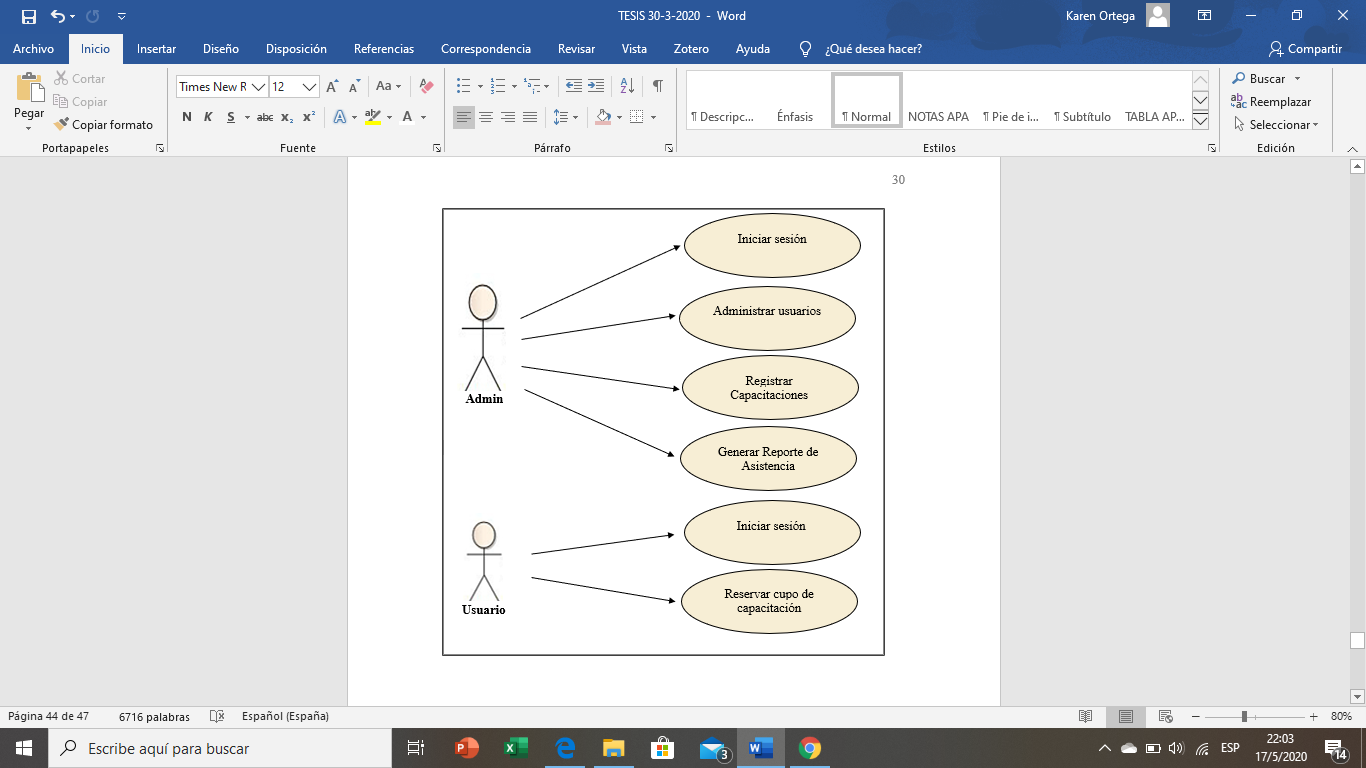 TESIS 30-3-2020 - Word
Karen Ortega
Archivo Inicio Insertar Diseño Disposición Referencias Correspondencia Revisar Vista Zotero Ayuda ¿Qué desea hacer? Compartir
Pegar
Cortar
Copiar
Copiar formato
Portapapeles
Times New R 12
Aa
N K S abc x₂ x² A A
Fuente
Párrafo
¶ Descripc... Énfasis ¶ Normal NOTAS APA ¶ Pie de i... ¶ Subtítulo TABLA AP...
Estilos
Buscar
Reemplazar
Seleccionar
Edición
30
Iniciar sesión
Administrar usuarios
Registrar
Capacitaciones
Admin
Generar Reporte de
Asistencia
Iniciar sesión
Reservar cupo de
capacitación
Usuario
Página 44 de 47 6716 palabras Español (España) 80%
Escribe aquí para buscar
3
ESP
22:03
17/5/2020
14